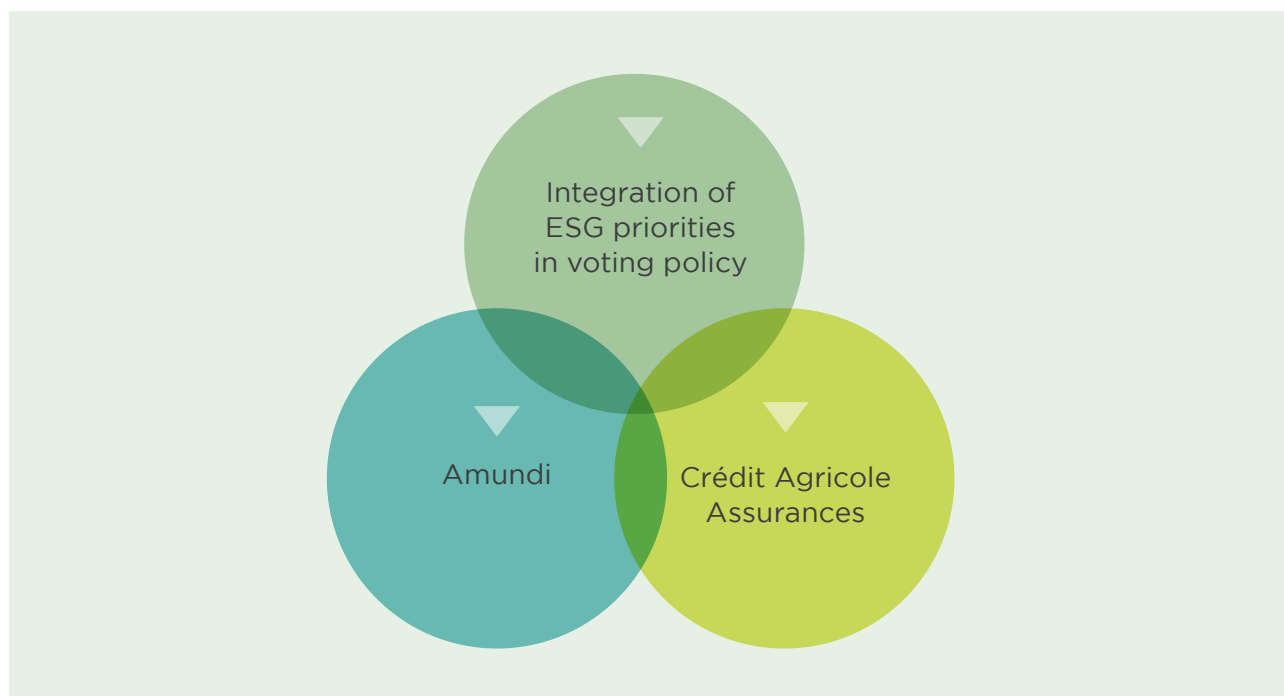 Integration of
ESG priorities
in voting policy
Amundi
Crédit Agricole
Assurances